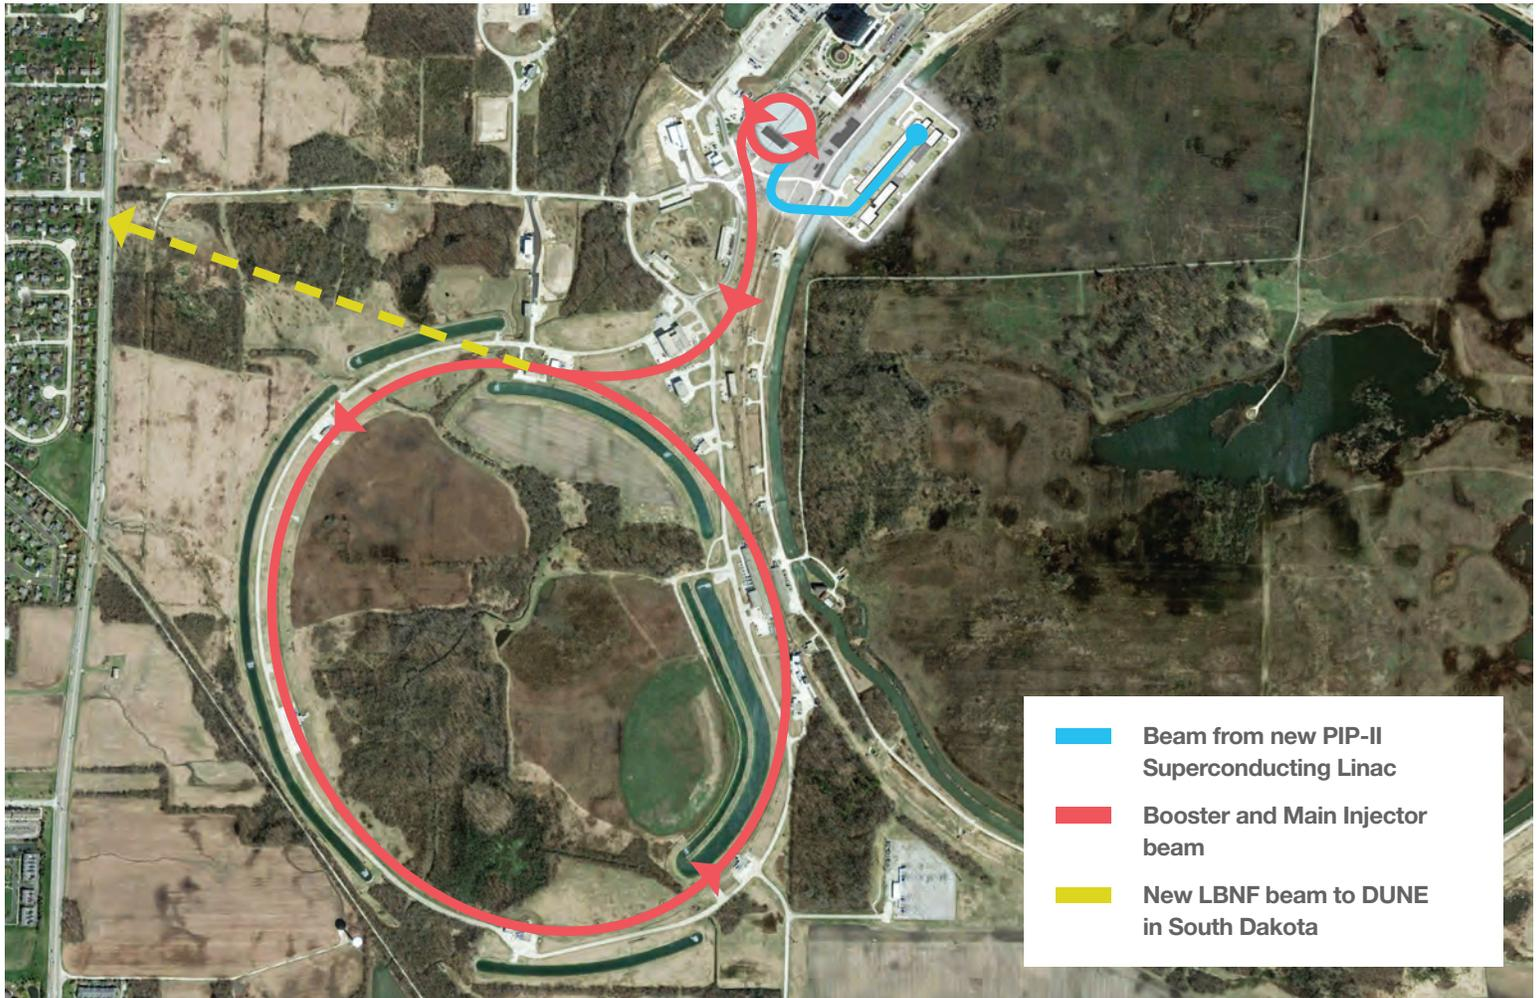 Beam from new PIP-II
Superconducting Linac
Booster and Main Injector
beam
New LBNF beam to DUNE
in South Dakota